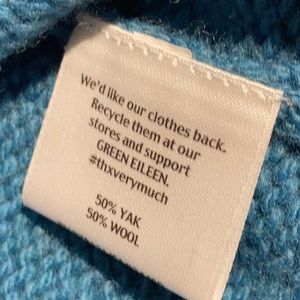 We'd like our clothes back.
Recycle them at our
stores and support
GREEN EILEEN.
#thxverymuch
50% YAK
50% WOOL